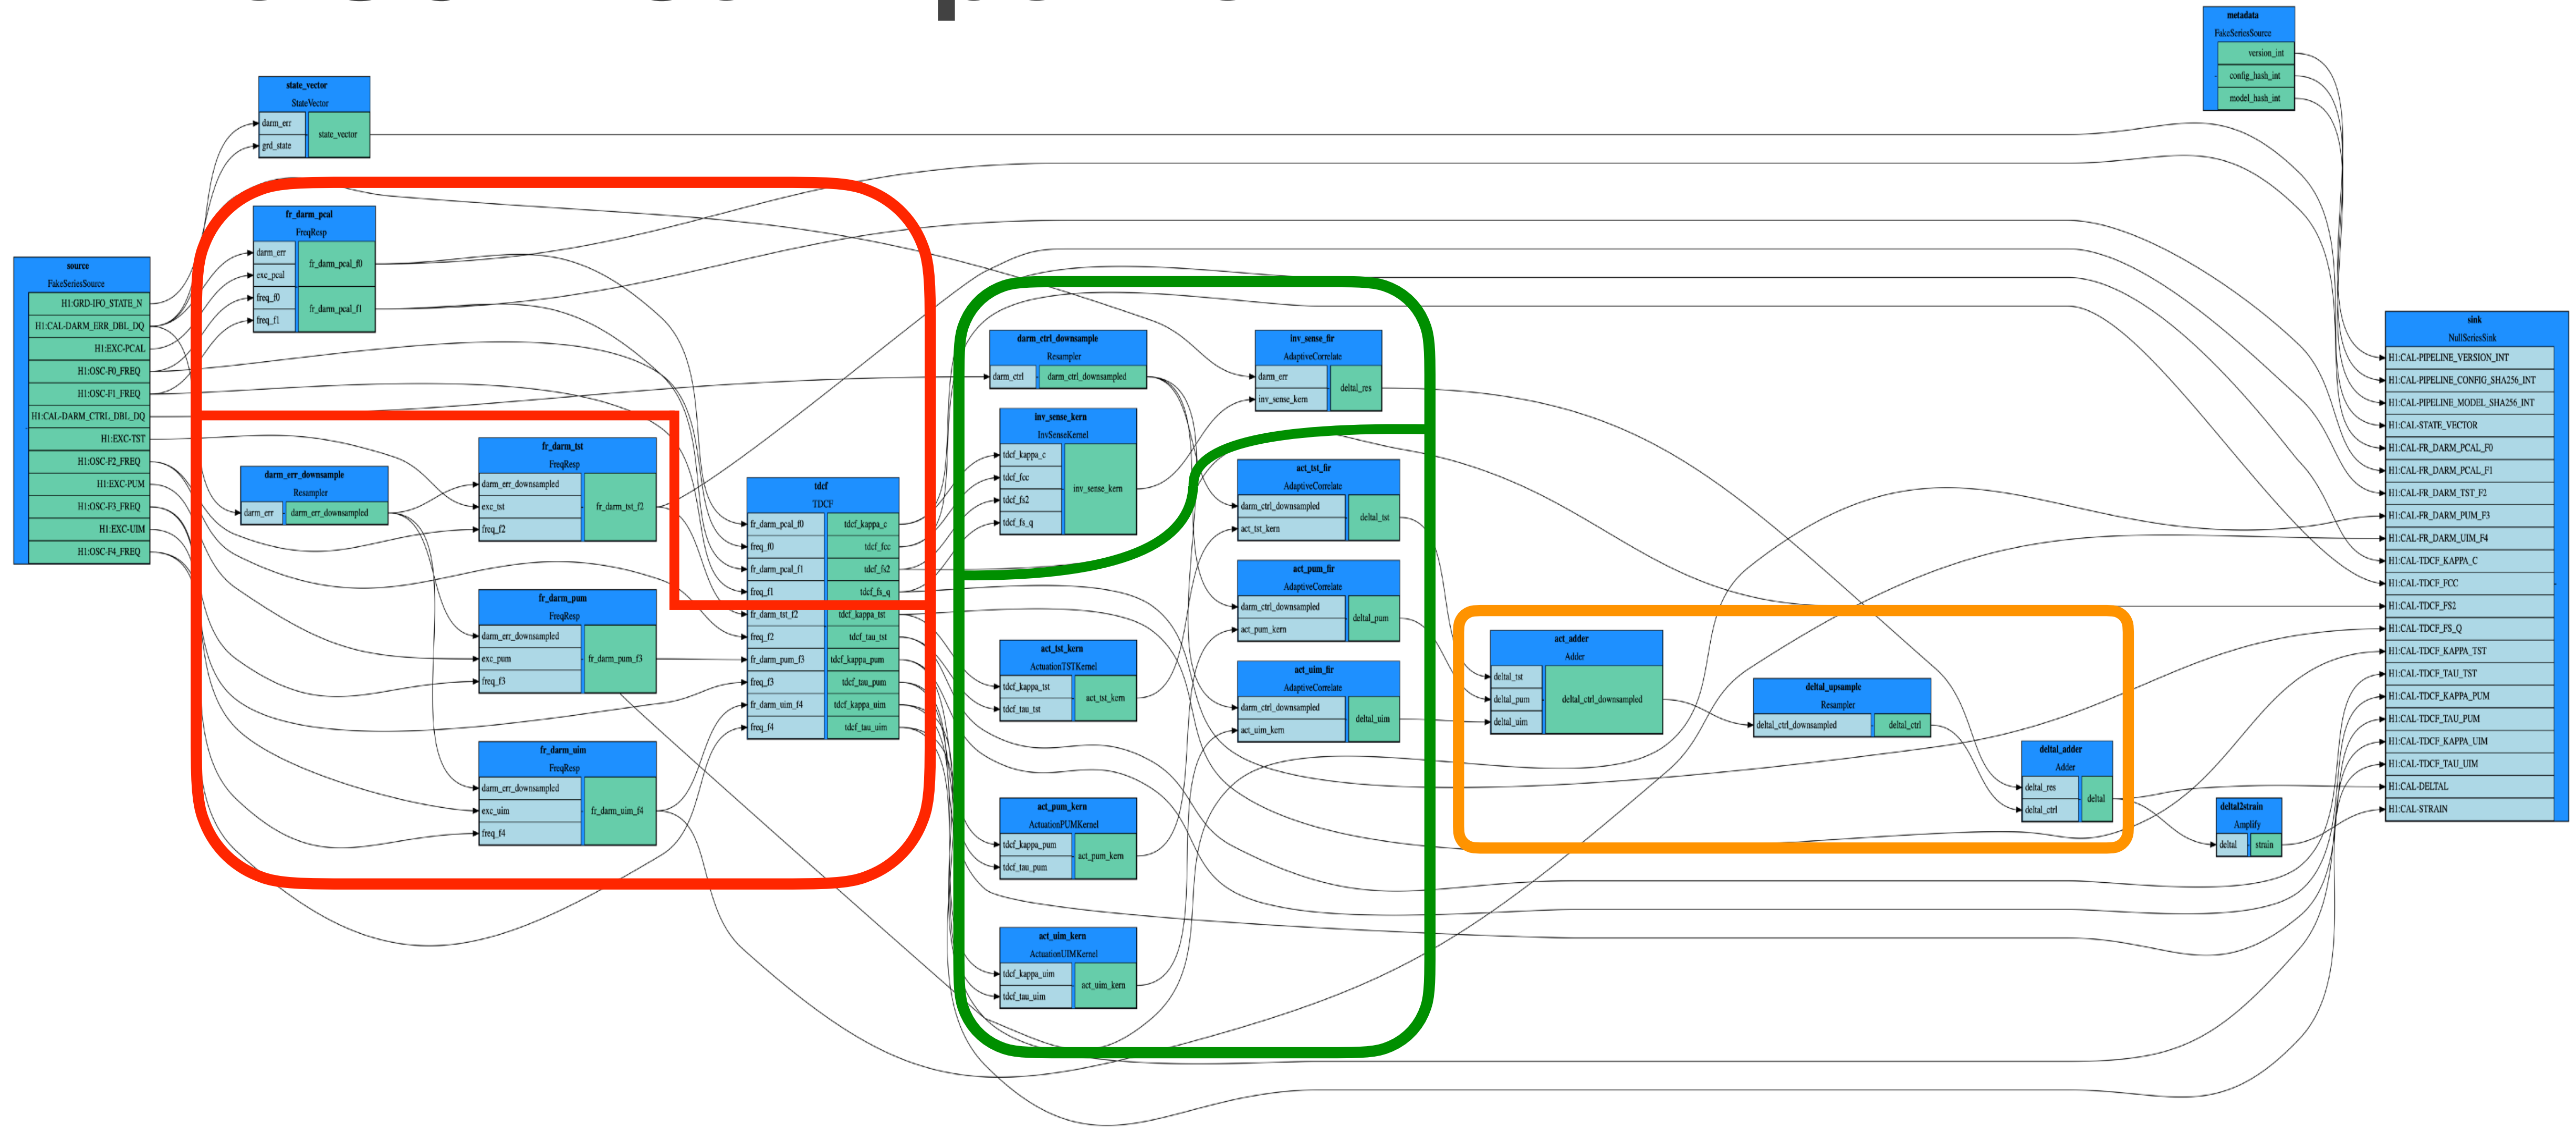 metadata
FakeSeriesSource
version_int
config_hash_int
model_hash_int
state_vector
StateVector
darm_err
grd_state
state_vector
source
FakeSeriesSource
H1:GRD-IFO_STATE_N
H1:CAL-DARM_ERR_DBL_DQ
H1:EXC-PCAL
H1:OSC-F0_FREQ
H1:OSC-F1_FREQ
H1:CAL-DARM_CTRL_DBL_DQ
H1:EXC-TST
H1:OSC-F2_FREQ
H1:EXC-PUM
H1:OSC-F3_FREQ
H1:EXC-UIM
H1:OSC-F4_FREQ
fr_darm_pcal
FreqResp
darm_err
exc_pcal
freq_f0
freq_f1
fr_darm_pcal_f0
fr_darm_pcal_f1
darm_err_downsample
Resampler
darm_err
darm_err_downsampled
fr_darm_tst
FreqResp
darm_err_downsampled
exc_tst
freq_f2
fr_darm_tst_f2
fr_darm_pum
FreqResp
darm_err_downsampled
exc_pum
freq_f3
fr_darm_pum_f3
fr_darm_uim
FreqResp
darm_err_downsampled
exc_uim
freq_f4
fr_darm_uim_f4
tdcf
TDCF
fr_darm_pcal_f0
freq_f0
fr_darm_pcal_f1
freq_f1
fr_darm_tst_f2
freq_f2
fr_darm_pum_f3
freq_f3
fr_darm_uim_f4
freq_f4
tdcf_kappa_c
tdcf_fcc
tdcf_fs2
tdcf_fs_q
tdcf_kappa_tst
tdcf_tau_tst
tdcf_kappa_pum
tdcf_tau_pum
tdcf_kappa_uim
tdcf_tau_uim
darm_ctrl_downsample
Resampler
darm_ctrl
darm_ctrl_downsampled
inv_sense_kern
InvSenseKernel
tdcf_kappa_c
tdcf_fcc
tdcf_fs2
tdcf_fs_q
inv_sense_kern
act_tst_kern
ActuationTSTKernel
tdcf_kappa_tst
tdcf_tau_tst
act_tst_kern
act_pum_kern
ActuationPUMKernel
tdcf_kappa_pum
tdcf_tau_pum
act_pum_kern
act_uim_kern
ActuationUIMKernel
tdcf_kappa_uim
tdcf_tau_uim
act_uim_kern
inv_sense_fir
AdaptiveCorrelate
darm_err
inv_sense_kern
deltal_res
act_tst_fir
AdaptiveCorrelate
darm_ctrl_downsampled
act_tst_kern
deltal_tst
act_pum_fir
AdaptiveCorrelate
darm_ctrl_downsampled
act_pum_kern
deltal_pum
act_uim_fir
AdaptiveCorrelate
darm_ctrl_downsampled
act_uim_kern
deltal_uim
act_adder
Adder
deltal_tst
deltal_pum
deltal_uim
deltal_ctrl_downsampled
deltal_upsample
Resampler
deltal_ctrl_downsampled
deltal_ctrl
deltal_adder
Adder
deltal_res
deltal_ctrl
deltal
deltal2strain
Amplify
deltal
strain
sink
NullSeriesSink
H1:CAL-PIPELINE_VERSION_INT
H1:CAL-PIPELINE_CONFIG_SHA256_INT
H1:CAL-PIPELINE_MODEL_SHA256_INT
H1:CAL-STATE_VECTOR
H1:CAL-FR_DARM_PCAL_F0
H1:CAL-FR_DARM_PCAL_F1
H1:CAL-FR_DARM_TST_F2
H1:CAL-FR_DARM_PUM_F3
H1:CAL-FR_DARM_UIM_F4
H1:CAL-TDCF_KAPPA_C
H1:CAL-TDCF_FCC
H1:CAL-TDCF_FS2
H1:CAL-TDCF_FS_Q
H1:CAL-TDCF_KAPPA_TST
H1:CAL-TDCF_TAU_TST
H1:CAL-TDCF_KAPPA_PUM
H1:CAL-TDCF_TAU_PUM
H1:CAL-TDCF_KAPPA_UIM
H1:CAL-TDCF_TAU_UIM
H1:CAL-DELTAL
H1:CAL-STRAIN